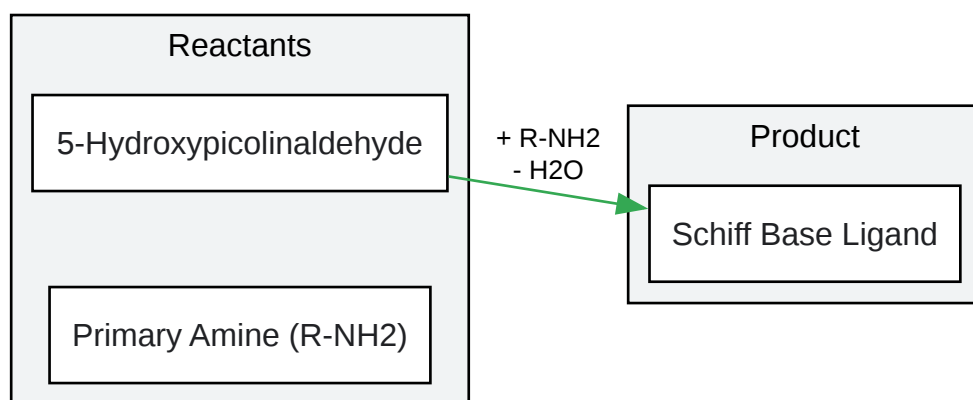 Reactants
5-Hydroxypicolinaldehyde
Primary Amine (R-NH2)
+ R-NH2
- H2O
Product
Schiff Base Ligand